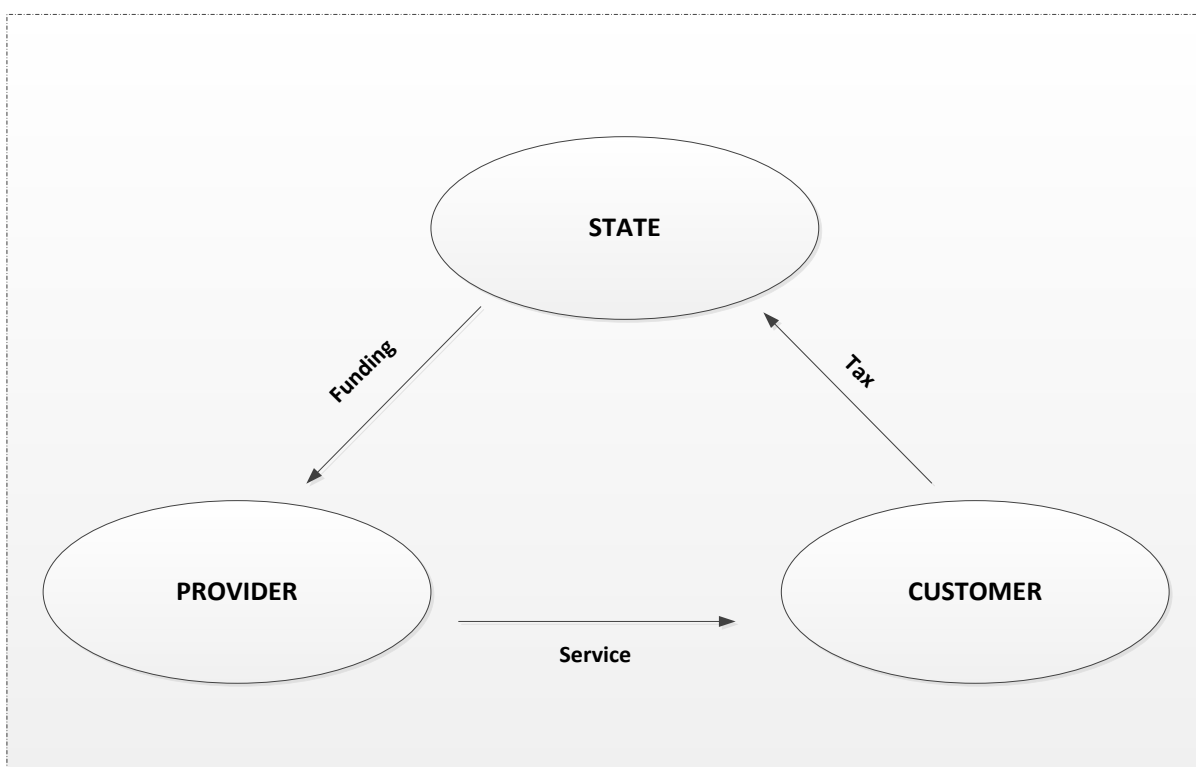 STATE
Funding
Tax
PROVIDER
CUSTOMER
Service